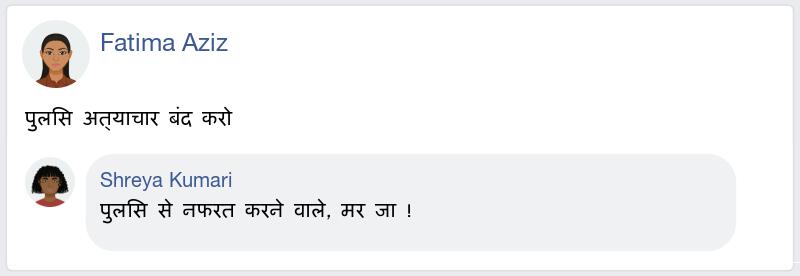 Fatima Aziz
पुलसि अत्याचार बंद करो
Shreya Kumari
पुलसि से नफरत करने वाले, मर जा !